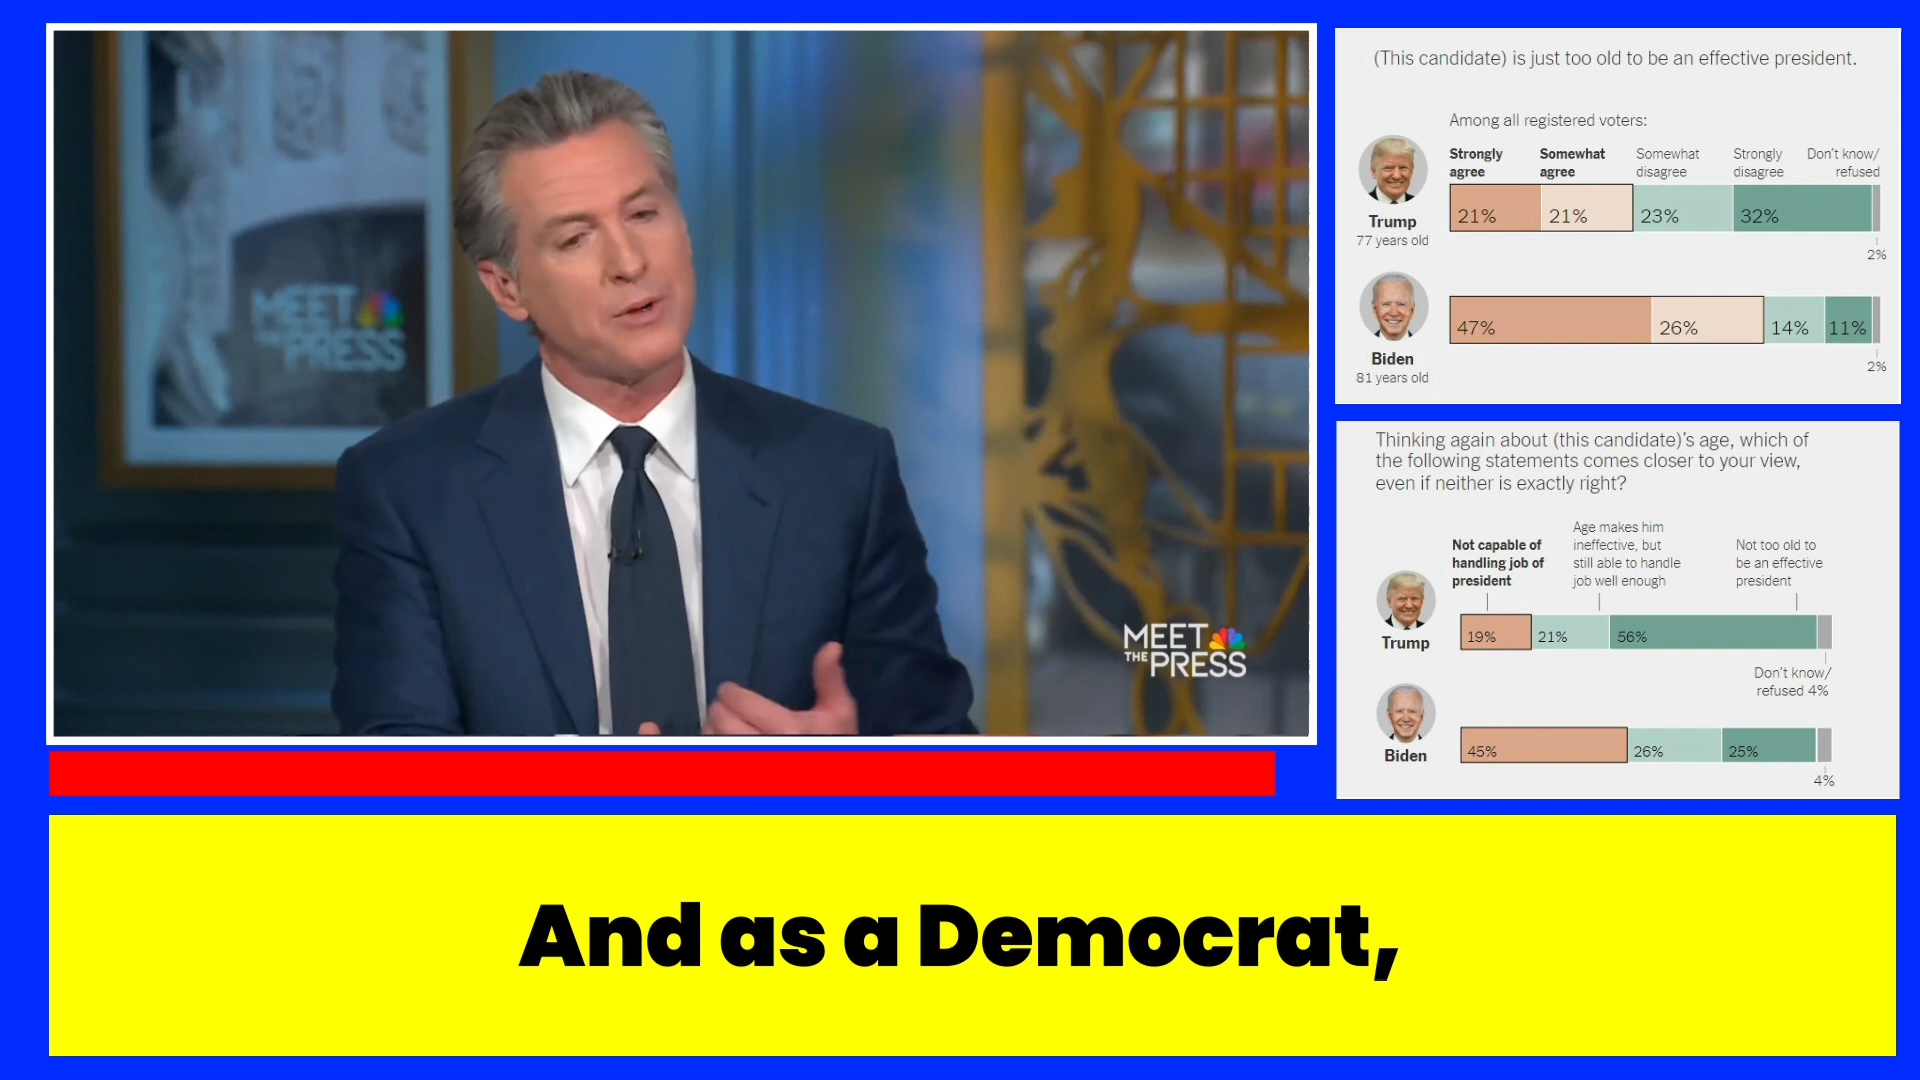 MEET
THE PRESS
MEET
THE PRESS
(This candidate) is just too old to be an effective president.
Among all registered voters:
Strongly agree
Somewhat agree
Somewhat disagree
Strongly disagree
Don't know/ refused
Trump
77 years old
21% 21% 23% 32%
2%
Biden
81 years old
47% 26% 14% 11%
2%
Thinking again about (this candidate)'s age, which of
the following statements comes closer to your view,
even if neither is exactly right?
Not capable of
handling job of
president
Age makes him
ineffective, but
still able to handle
job well enough
Not too old to
be an effective
president
Trump
19% 21% 56%
Don't know/
refused 4%
Biden
45% 26% 25%
4%
And as a Democrat,